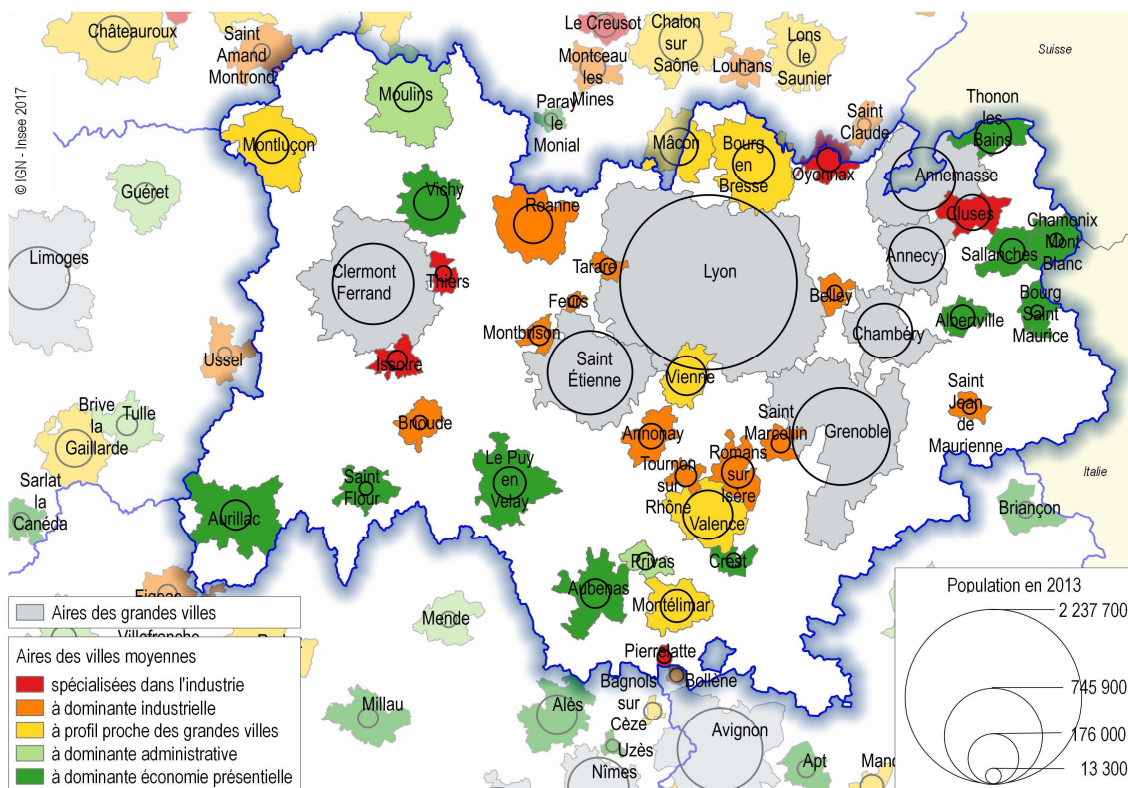 Châteauroux
Saint
Amand
Montrond
Le Creusot
Montceau
les
Mines
Chalon
sur
Saône
Louhans
Lons
le
Saunier
Suisse
© IGN - Insee 2017
Moulins
Paray
le
Monial
Saint
Claude
Thonon
les
Bains
Montluçon
Mâcon
Bourg
en
Bresse
Oyonnax
Annemasse
Guéret
Vichy
Roanne
Cluses
Chamonix
Mont
Blanc
Limoges
Clermont
Ferrand
Thiers
Tarare
Lyon
Annecy
Sallanches
Feurs
Belley
Bourg
Saint
Maurice
Montbrison
Chambéry
Albertville
Ussel
Issoire
Saint
Étienne
Vienne
Brive
la
Gaillarde
Tulle
Brioude
Annonay
Saint
Marcellin
Grenoble
Saint
Jean
de
Maurienne
Sarlat
la
Canéda
Saint
Flour
Le Puy
en
Velay
Tournon
sur
Rhône
Romans
sur
Isère
Italie
Aurillac
Valence
Briançon
Privas
Crest
Aubenas
Montélimar
Mende
Pierrelatte
Bollène
Bagnols
sur
Cèze
Millau
Alès
Uzès
Avignon
Nîmes
Apt
Aires des grandes villes
Aires des villes moyennes
spécialisées dans l'industrie
à dominante industrielle
à profil proche des grandes villes
à dominante administrative
à dominante économie présentielle
Population en 2013
2 237 700
745 900
176 000
13 300